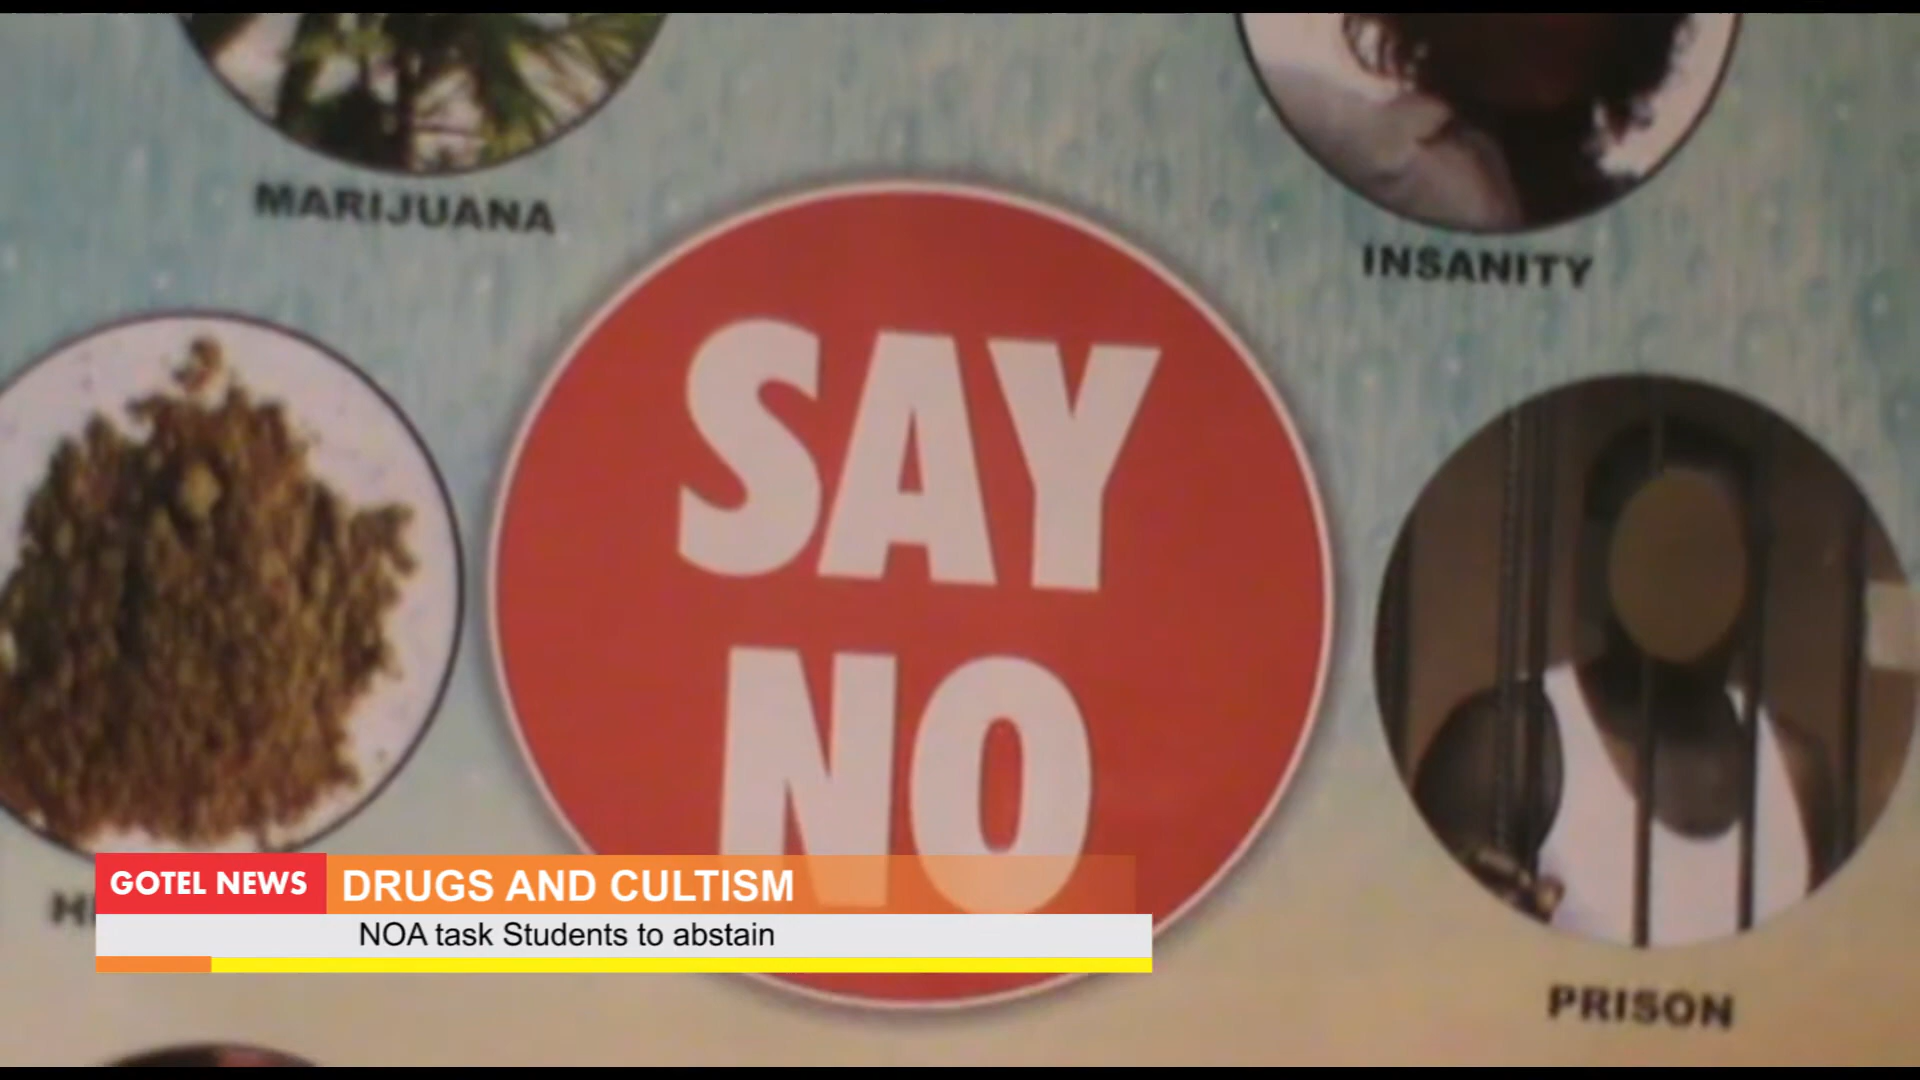 MARIJUANA
INSANITY
SAY
NO
PRISON
GOTEL NEWS
DRUGS AND CULTISM
NOA task Students to abstain